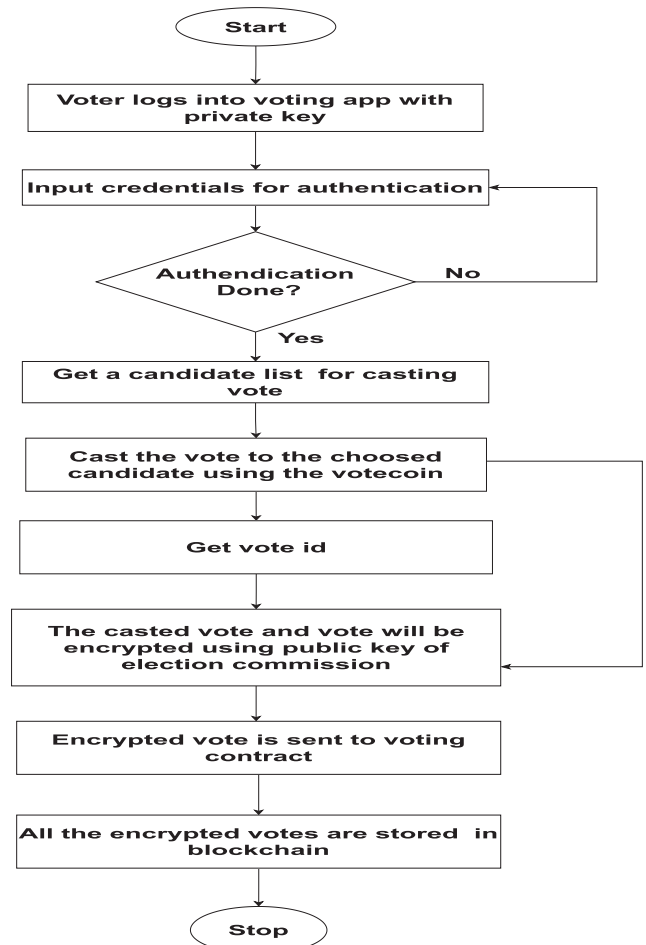 Start
Voter logs into voting app with
private key
Input credentials for authentication
Authendication
Done?
No
Yes
Get a candidate list for casting
vote
Cast the vote to the choosed
candidate using the votecoin
Get vote id
The casted vote and vote will be
encrypted using public key of
election commission
Encrypted vote is sent to voting
contract
All the encrypted votes are stored in
blockchain
Stop